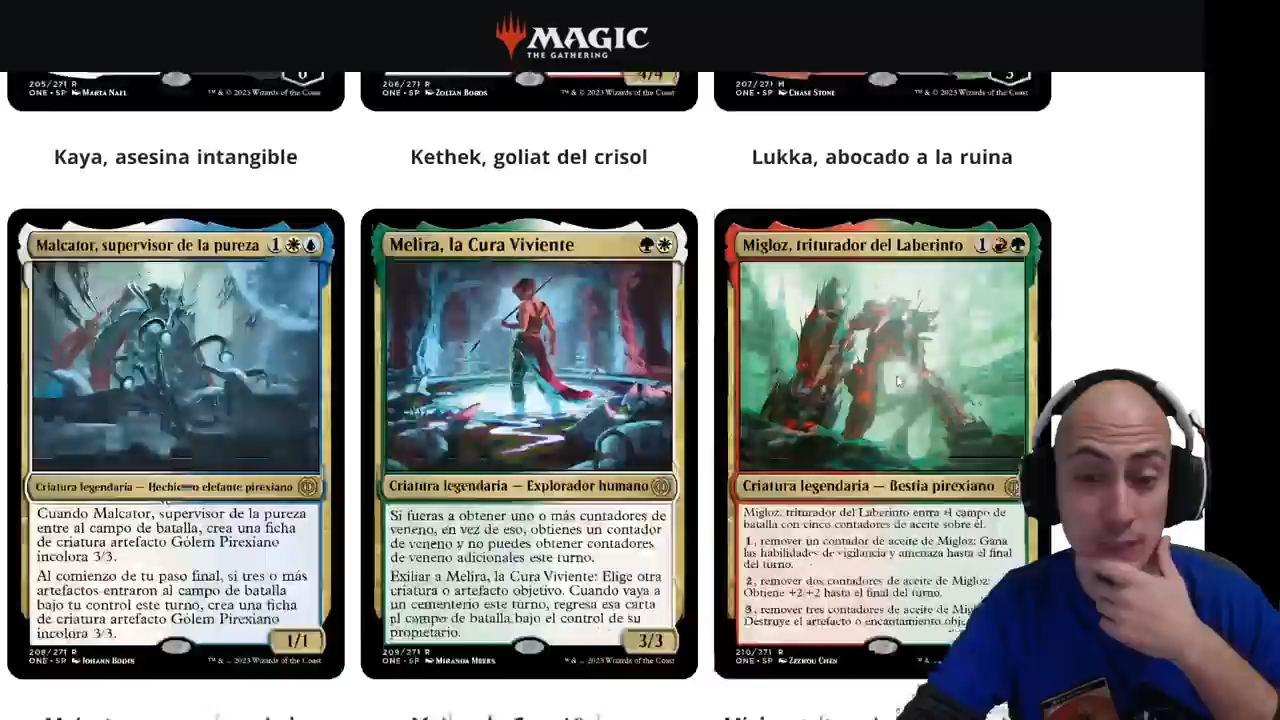 MAGIC
THE GATHERING
205/271 R
ONE • SP MARTA NAEL
™ & © 2023 Wizards of the Coast
206/271 R
ONE • SP ZOLTAN BOROS
4/4
™ & © 2023 Wizards of the Coast
207/271 M
ONE • SP CHASE STONE
™ & © 2023 Wizards of the Coast
Kaya, asesina intangible
Kethek, goliat del crisol
Lukka, abocado a la ruina
Malcator, supervisor de la pureza 1
Criatura legendaria — Hechicero elefante pirexiano
Cuando Malcator, supervisor de la pureza
entre al campo de batalla, crea una ficha
de criatura artefacto Gólem Pirexiano
incolora 3/3.
Al comienzo de tu paso final, si tres o más
artefactos entraron al campo de batalla
bajo tu control este turno, crea una ficha
de criatura artefacto Gólem Pirexiano
incolora 3/3.
1/1
208/271 R
ONE • SP JOHANN BODIN
2023 Wizards of the Coast
Melira, la Cura Viviente
Criatura legendaria — Explorador humano
Si fueras a obtener uno o más contadores de
veneno, en vez de eso, obtienes un contador
de veneno y no puedes obtener contadores
de veneno adicionales este turno.
Exiliar a Melira, la Cura Viviente: Elige otra
criatura o artefacto objetivo. Cuando vaya a
un cementerio este turno, regresa esa carta
al campo de batalla bajo el control de su
propietario.
3/3
209/271 R
ONE • SP MIRANDA MEEKS
2023 Wizards of the Coast
Migloz, triturador del Laberinto 1
Criatura legendaria — Bestia pirexiano
Migloz, triturador del Laberinto entra al campo de
batalla con cinco contadores de aceite sobre él.
1, remover un contador de aceite de Migloz: Gana
las habilidades de vigilancia y amenaza hasta el final
del turno.
2, remover dos contadores de aceite de Migloz:
Obtiene +2/+2 hasta el final del turno.
3, remover tres contadores de aceite de
Destruye el artefacto o encantamiento
210/271 R
ONE • SP ZEZHOU CHEN